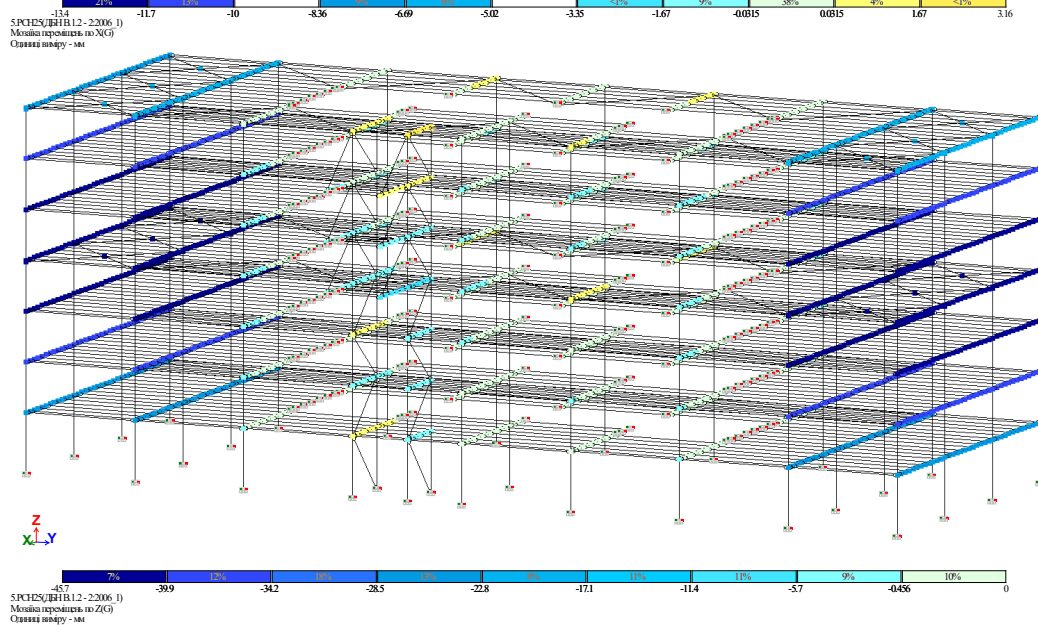 21% 13% <1% 9% 38% 4% <1%
-13.4 -11.7 -10 -8.36 -6.69 -5.02 -3.35 -1.67 -0.0315 0.0315 1.67 3.16
5.РСН25(ДБН В.1.2 - 2:2006_1)
Мозаїка переміщень по X(G)
Одиниці виміру - мм
Z
X Y
7% 12% 18% 11% 11% 9% 10%
-45.7 -39.9 -34.2 -28.5 -22.8 -17.1 -11.4 -5.7 -0.456 0
5.РСН25(ДБН В.1.2 - 2:2006_1)
Мозаїка переміщень по Z(G)
Одиниці виміру - мм